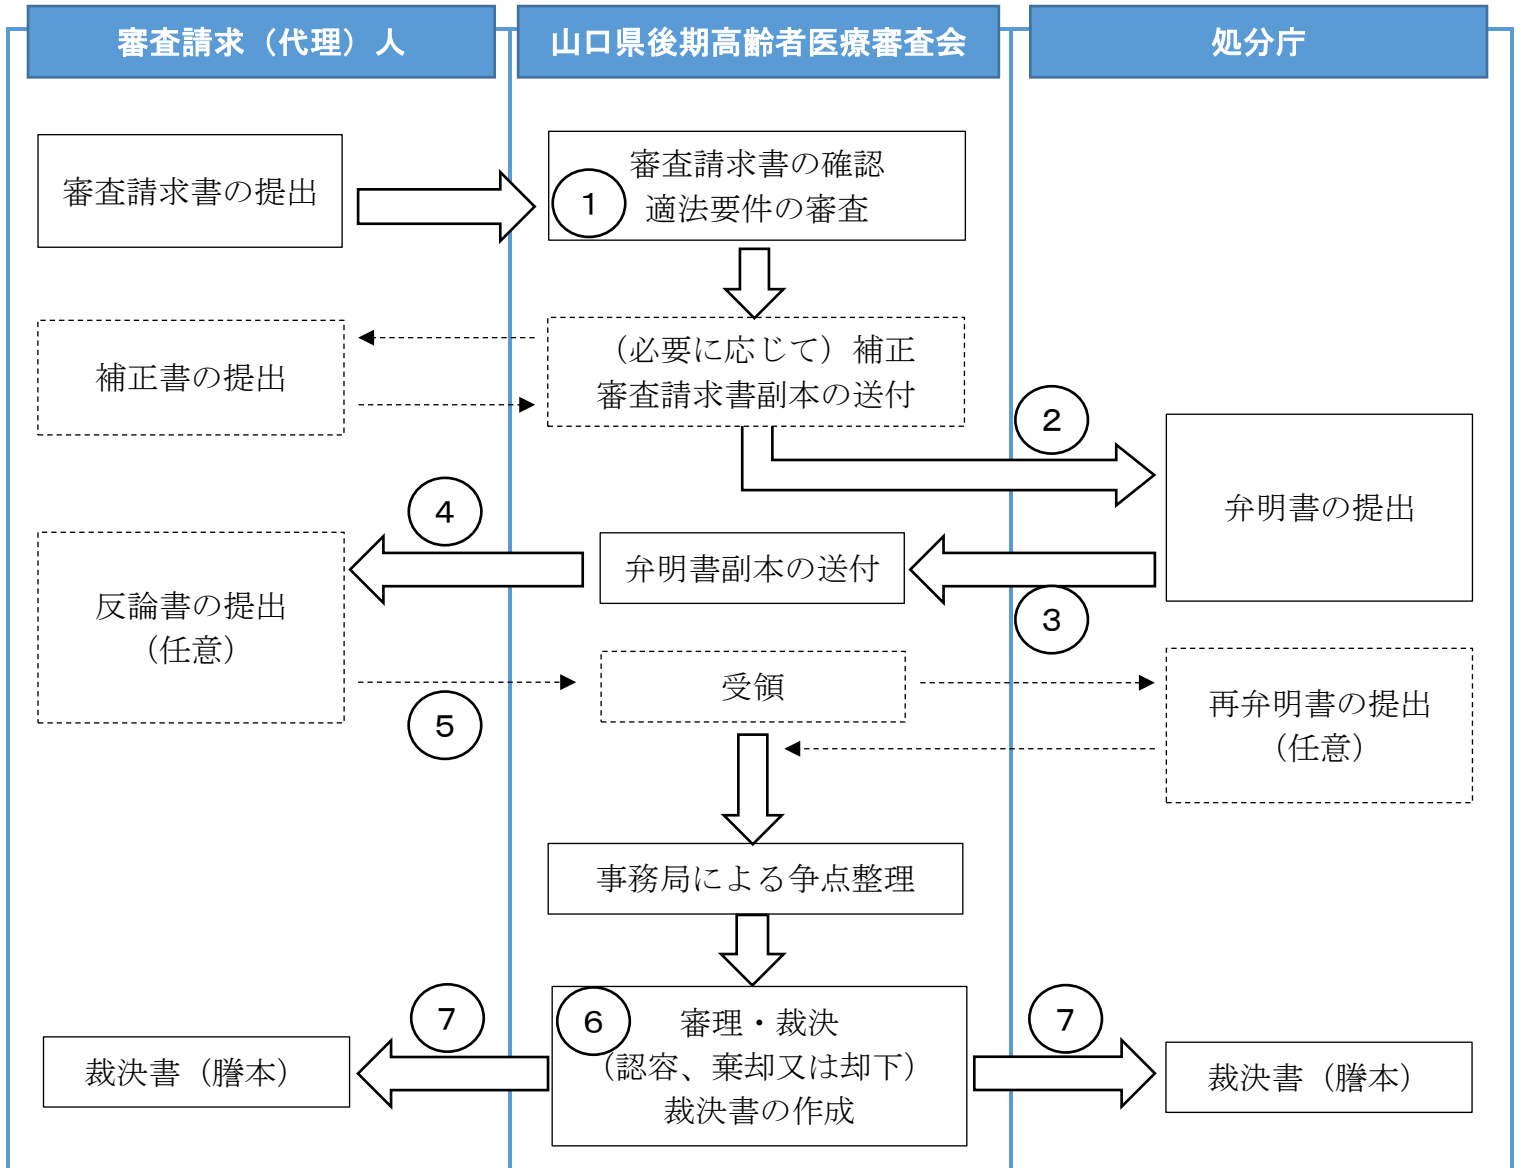 審査請求（代理）人
山口県後期高齢者医療審査会
処分庁
審査請求書の提出
①
審査請求書の確認
適法要件の審査
補正書の提出
（必要に応じて）補正
審査請求書副本の送付
②
弁明書の提出
④
弁明書副本の送付
③
反論書の提出
（任意）
⑤
受領
再弁明書の提出
（任意）
事務局による争点整理
⑦
⑥
審理・裁決
（認容、棄却又は却下）
裁決書の作成
⑦
裁決書（謄本）
裁決書（謄本）